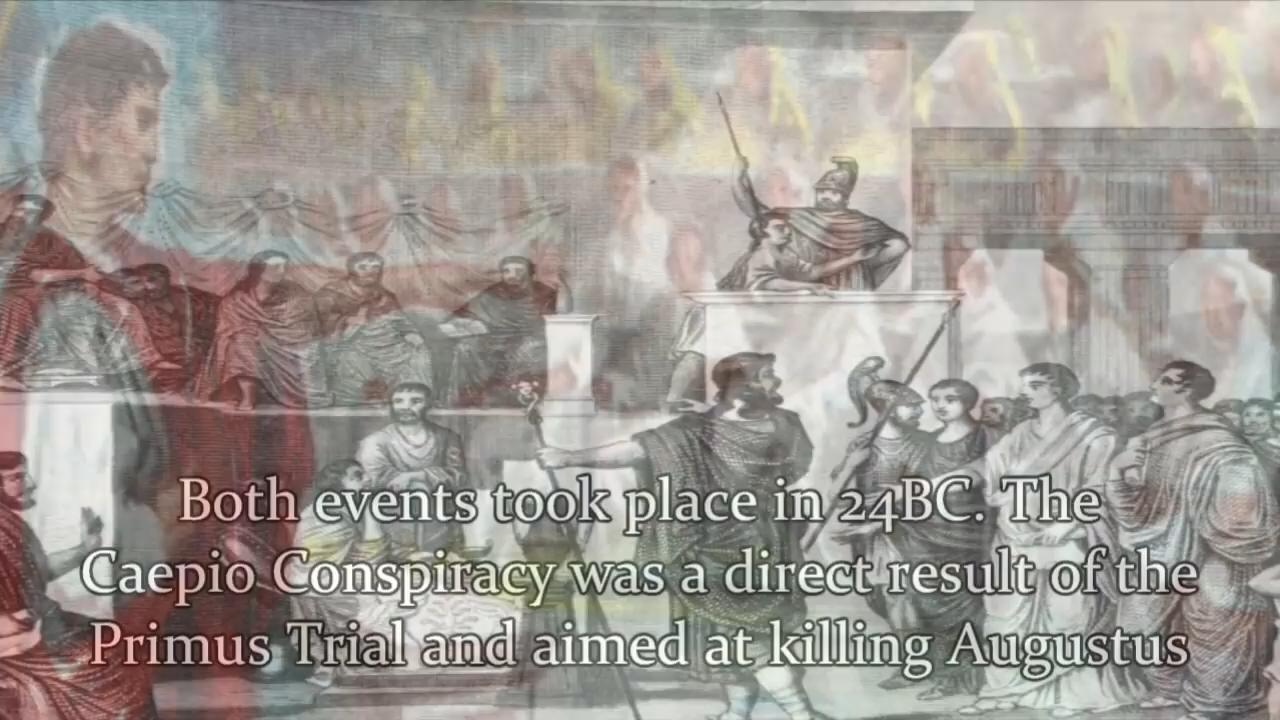 Both events took place in 24BC. The
Caepio Conspiracy was a direct result of the
Primus Trial and aimed at killing Augustus